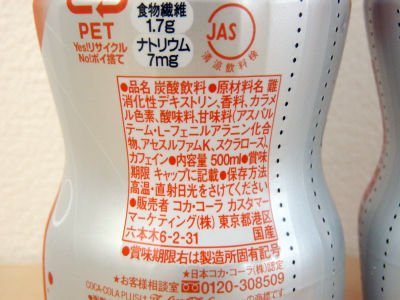 PET
Yes!リサイクル
No!ポイ捨て
食物繊維
1.7g
ナトリウム
7mg
JAS
清涼飲料検
●品名 炭酸飲料●原材料名 難
消化性デキストリン、香料、カラメ
ル色素、酸味料、甘味料(アスパル
テーム・L-フェニルアラニン化合
物、アセスルファムK、スクラロース)、
カフェイン●内容量 500ml●賞味
期限 キャップに記載●保存方法
高温・直射日光をさけてください
●販売者 コカ・コーラ カスタマー
マーケティング(株) 東京都港区
六本木6-2-31 国産
●賞味期限右は製造所固有記号
★日本コカ・コーラ(株)認定
★お客様相談室 0120-308509
COCA-COLA PLUSは